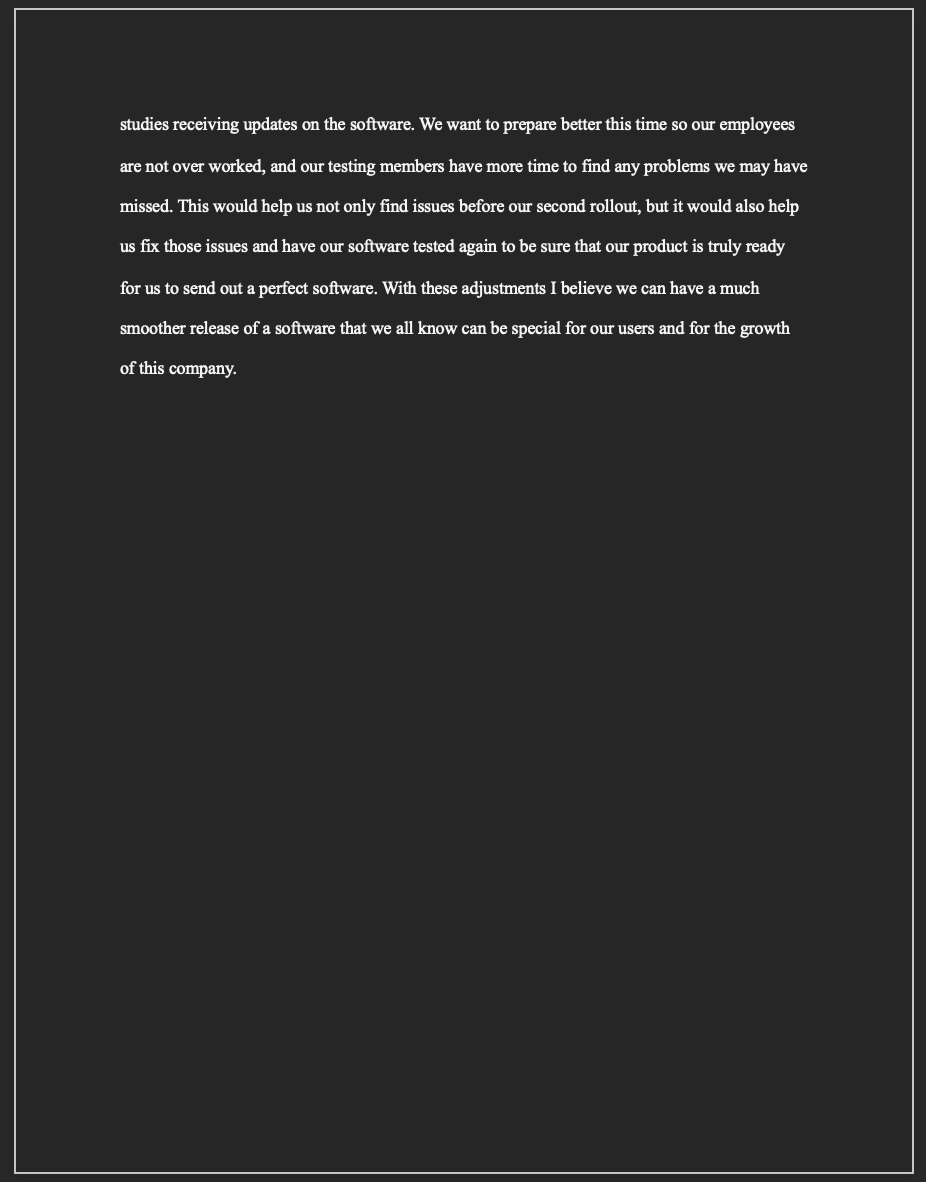 studies receiving updates on the software. We want to prepare better this time so our employees
are not over worked, and our testing members have more time to find any problems we may have
missed. This would help us not only find issues before our second rollout, but it would also help
us fix those issues and have our software tested again to be sure that our product is truly ready
for us to send out a perfect software. With these adjustments I believe we can have a much
smoother release of a software that we all know can be special for our users and for the growth
of this company.